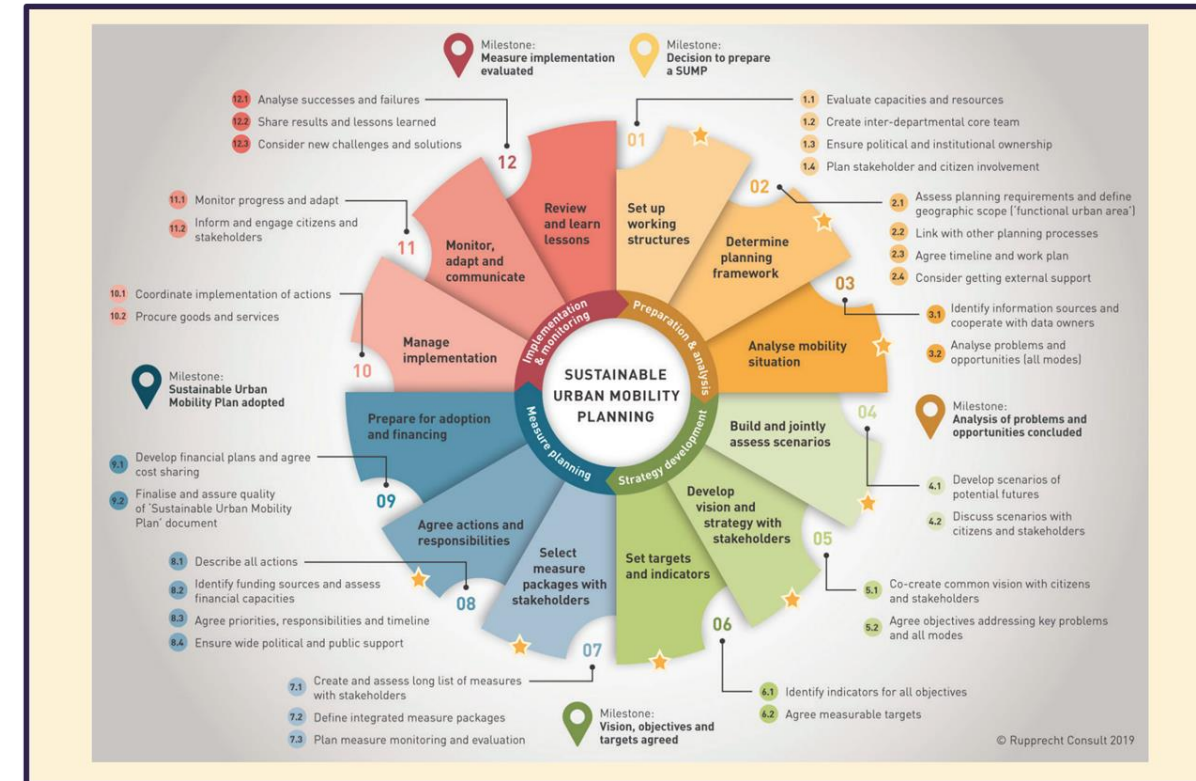 Milestone:
Measure implementation
evaluated
Milestone:
Decision to prepare
a SUMP
12.1 Analyse successes and failures
12.2 Share results and lessons learned
12.3 Consider new challenges and solutions
1.1 Evaluate capacities and resources
1.2 Create inter-departmental core team
1.3 Ensure political and institutional ownership
1.4 Plan stakeholder and citizen involvement
11.1 Monitor progress and adapt
11.2 Inform and engage citizens and
stakeholders
2.1 Assess planning requirements and define
geographic scope ('functional urban area')
2.2 Link with other planning processes
2.3 Agree timeline and work plan
2.4 Consider getting external support
10.1 Coordinate implementation of actions
10.2 Procure goods and services
3.1 Identify information sources and
cooperate with data owners
3.2 Analyse problems and
opportunities (all modes)
Milestone:
Sustainable Urban
Mobility Plan adopted
Milestone:
Analysis of problems and
opportunities concluded
01
Set up
working
structures
02
Determine
planning
framework
03
Analyse mobility
situation
04
Build and jointly
assess scenarios
05
Develop
vision and
strategy with
stakeholders
06
Set targets
and indicators
07
Select
measure
packages with
stakeholders
08
Agree actions and
responsibilities
09
Prepare for adoption
and financing
10
Manage
implementation
11
Monitor,
adapt and
communicate
12
Review
and learn
lessons
Preparation & analysis
Strategy development
Measure planning
Implementation
& monitoring
SUSTAINABLE
URBAN MOBILITY
PLANNING
9.1 Develop financial plans and agree
cost sharing
9.2 Finalise and assure quality
of 'Sustainable Urban Mobility
Plan' document
4.1 Develop scenarios of
potential futures
4.2 Discuss scenarios with
citizens and stakeholders
8.1 Describe all actions
8.2 Identify funding sources and assess
financial capacities
8.3 Agree priorities, responsibilities and timeline
8.4 Ensure wide political and public support
5.1 Co-create common vision with citizens
and stakeholders
5.2 Agree objectives addressing key problems
and all modes
7.1 Create and assess long list of measures
with stakeholders
7.2 Define integrated measure packages
7.3 Plan measure monitoring and evaluation
Milestone:
Vision, objectives and
targets agreed
6.1 Identify indicators for all objectives
6.2 Agree measurable targets
© Rupprecht Consult 2019